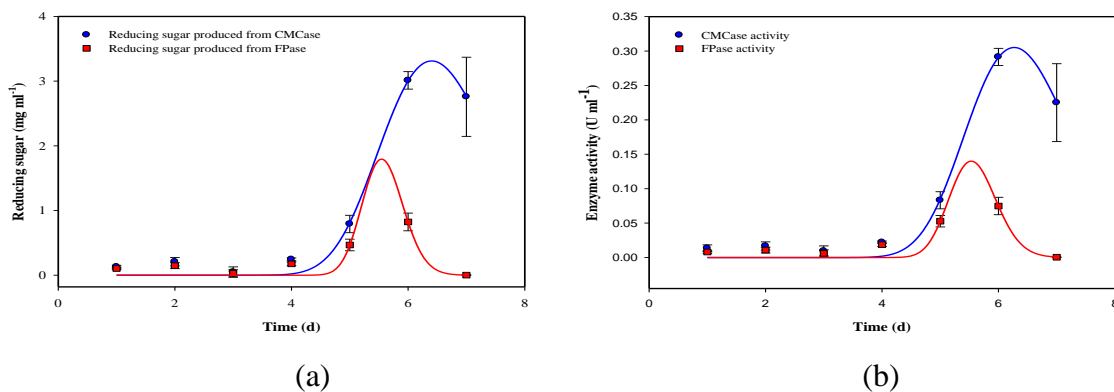 4
3
2
1
0
Reducing sugar (mg ml-1)
Reducing sugar produced from CMCase
Reducing sugar produced from FPase
0 2 4 6 8
Time (d)
(a)
0.35
0.30
0.25
0.20
0.15
0.10
0.05
0.00
Enzyme activity (U ml-1)
CMCase activity
FPase activity
0 2 4 6 8
Time (d)
(b)